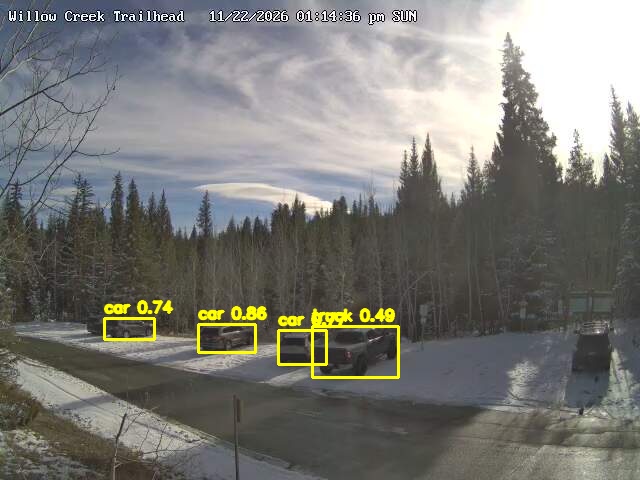 Willow Creek Trailhead 11/22/2026 01:14:36 pm SUN
car 0.74
car 0.86
car
truck 0.49